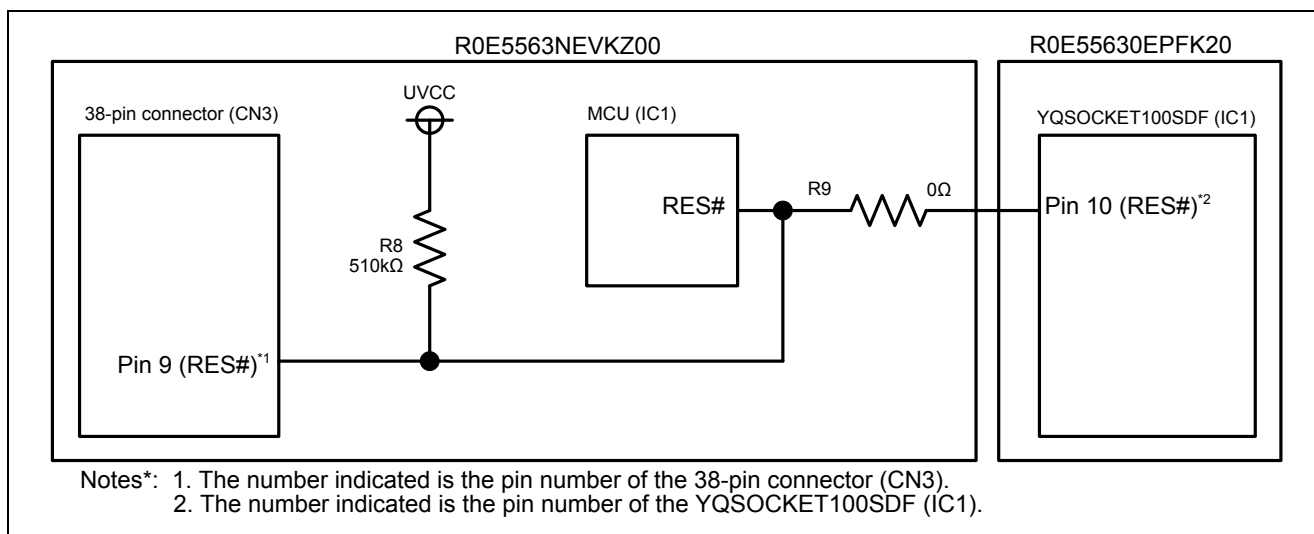 R0E5563NEVKZ00
R0E55630EPFK20
38-pin connector (CN3)
UVCC
MCU (IC1)
YQSOCKET100SDF (IC1)
RES#
R9
0Ω
Pin 10 (RES#)*2
R8
510kΩ
Pin 9 (RES#)*1
Notes*: 1. The number indicated is the pin number of the 38-pin connector (CN3).
2. The number indicated is the pin number of the YQSOCKET100SDF (IC1).